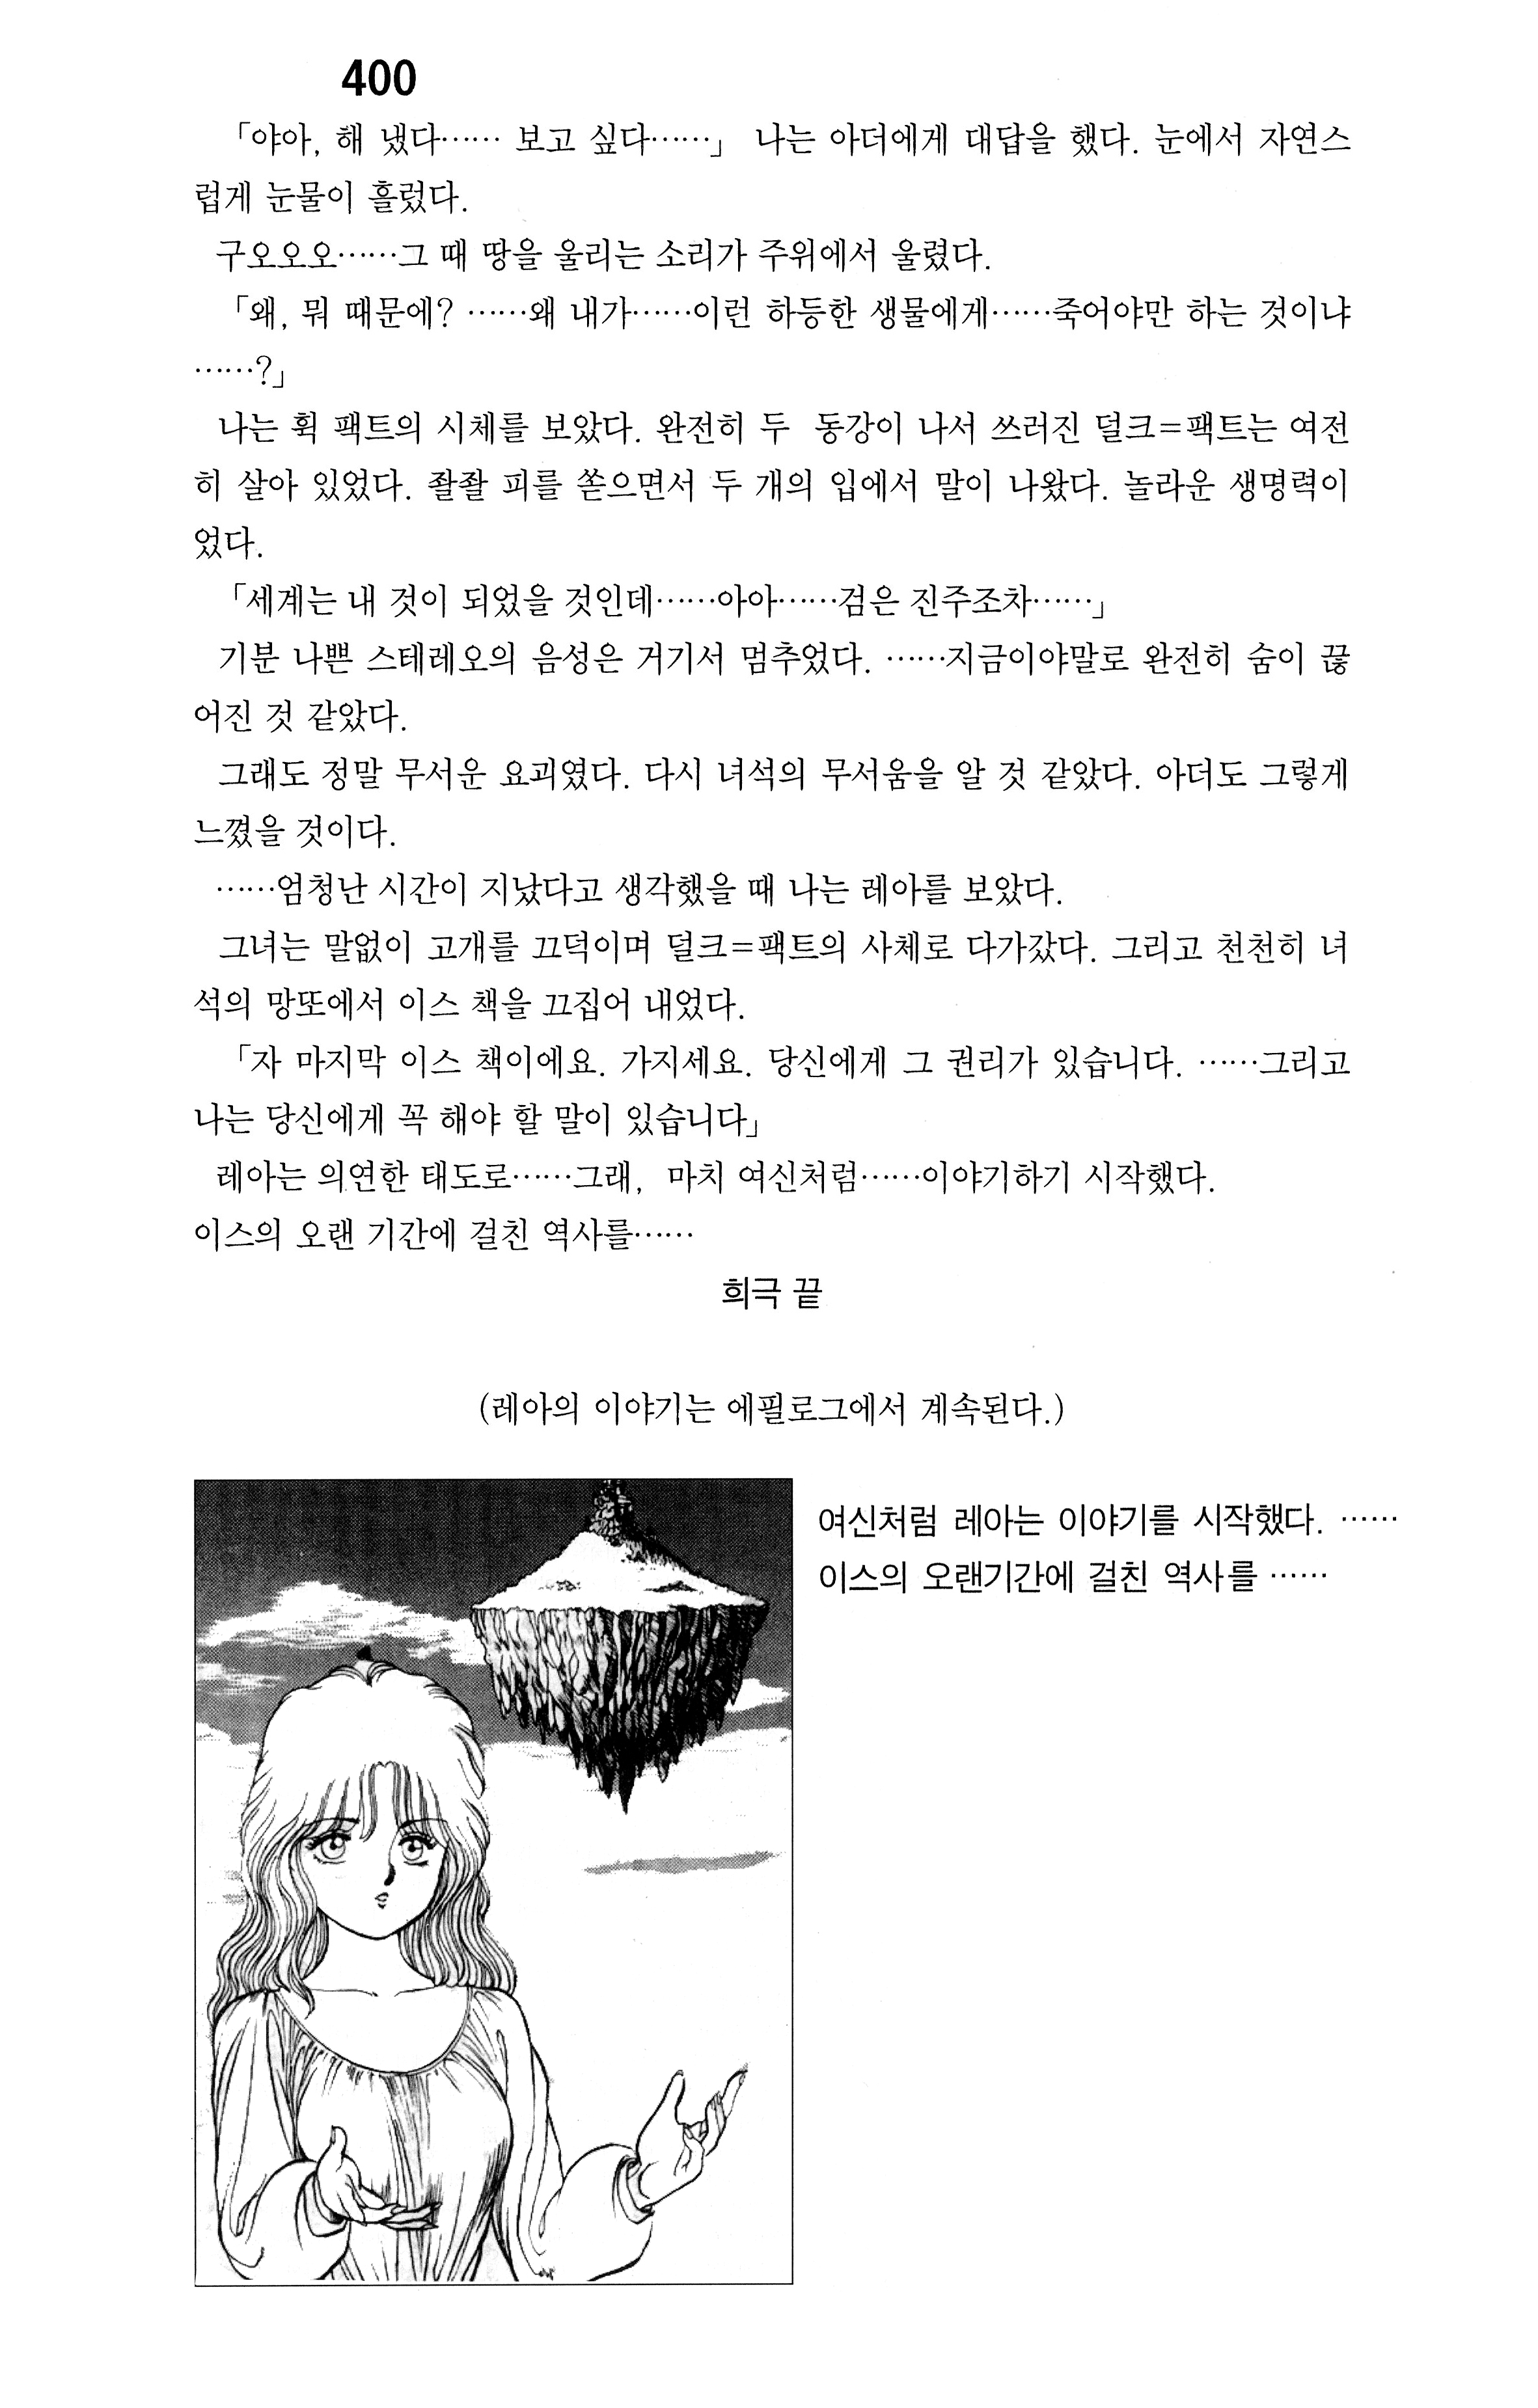 400
「야아, 해 냈다…… 보고 싶다……」 나는 아더에게 대답을 했다. 눈에서 자연스
럽게 눈물이 흘렀다.
구오오오……그 때 땅을 울리는 소리가 주위에서 울렸다.
「왜, 뭐 때문에? ……왜 내가……이런 하등한 생물에게……죽어야만 하는 것이냐
……?」
나는 휙 팩트의 시체를 보았다. 완전히 두 동강이 나서 쓰러진 덜크=팩트는 여전
히 살아 있었다. 좔좔 피를 쏟으면서 두 개의 입에서 말이 나왔다. 놀라운 생명력이
었다.
「세계는 내 것이 되었을 것인데……아아……검은 진주조차……」
기분 나쁜 스테레오의 음성은 거기서 멈추었다. ……지금이야말로 완전히 숨이 끊
어진 것 같았다.
그래도 정말 무서운 요괴였다. 다시 녀석의 무서움을 알 것 같았다. 아더도 그렇게
느꼈을 것이다.
……엄청난 시간이 지났다고 생각했을 때 나는 레아를 보았다.
그녀는 말없이 고개를 끄덕이며 덜크=팩트의 사체로 다가갔다. 그리고 천천히 녀
석의 망또에서 이스 책을 끄집어 내었다.
「자 마지막 이스 책이에요. 가지세요. 당신에게 그 권리가 있습니다. ……그리고
나는 당신에게 꼭 해야 할 말이 있습니다」
레아는 의연한 태도로……그래, 마치 여신처럼……이야기하기 시작했다.
이스의 오랜 기간에 걸친 역사를……
희극 끝
(레아의 이야기는 에필로그에서 계속된다.)
여신처럼 레아는 이야기를 시작했다. ……
이스의 오랜기간에 걸친 역사를 ……